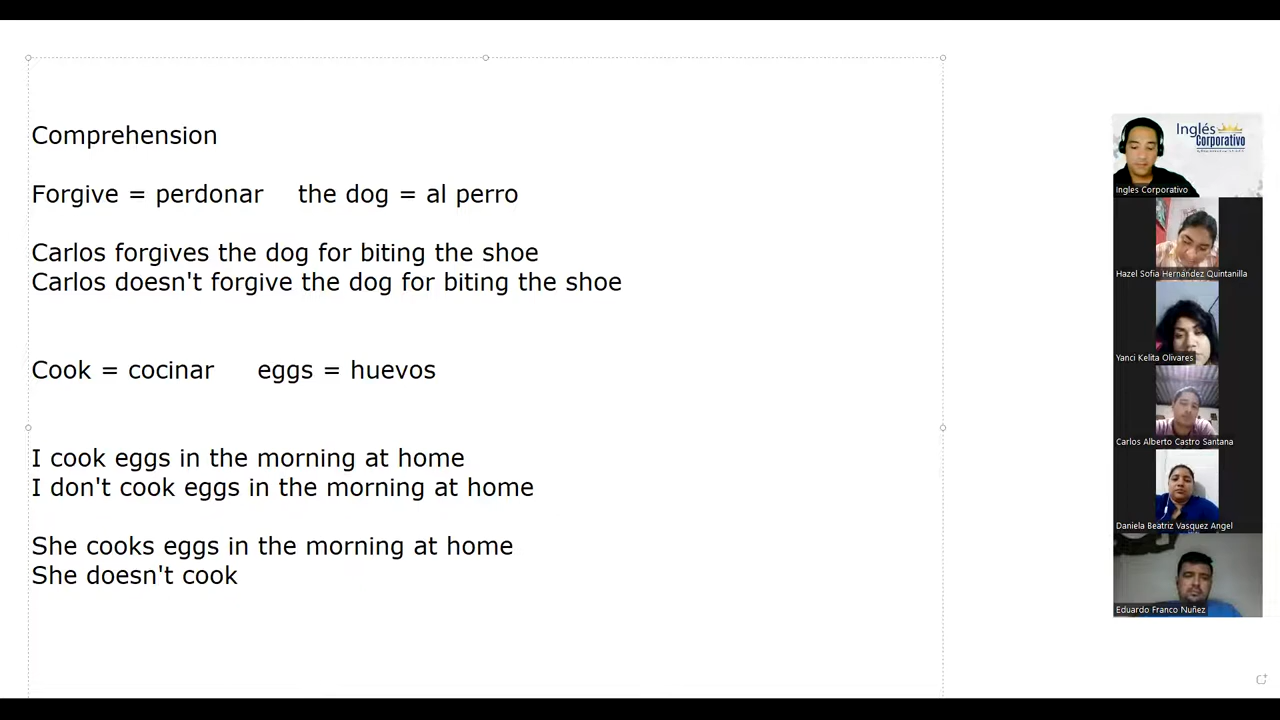 Comprehension
Forgive = perdonar the dog = al perro
Carlos forgives the dog for biting the shoe
Carlos doesn't forgive the dog for biting the shoe
Cook = cocinar eggs = huevos
I cook eggs in the morning at home
I don't cook eggs in the morning at home
She cooks eggs in the morning at home
She doesn't cook
Inglés
Corporativo
Ingles Corporativo
Hazel Sofia Hernández Quintanilla
Yanci Kelita Olivares
Carlos Alberto Castro Santana
Daniela Beatriz Vasquez Angel
Eduardo Franco Nuñez